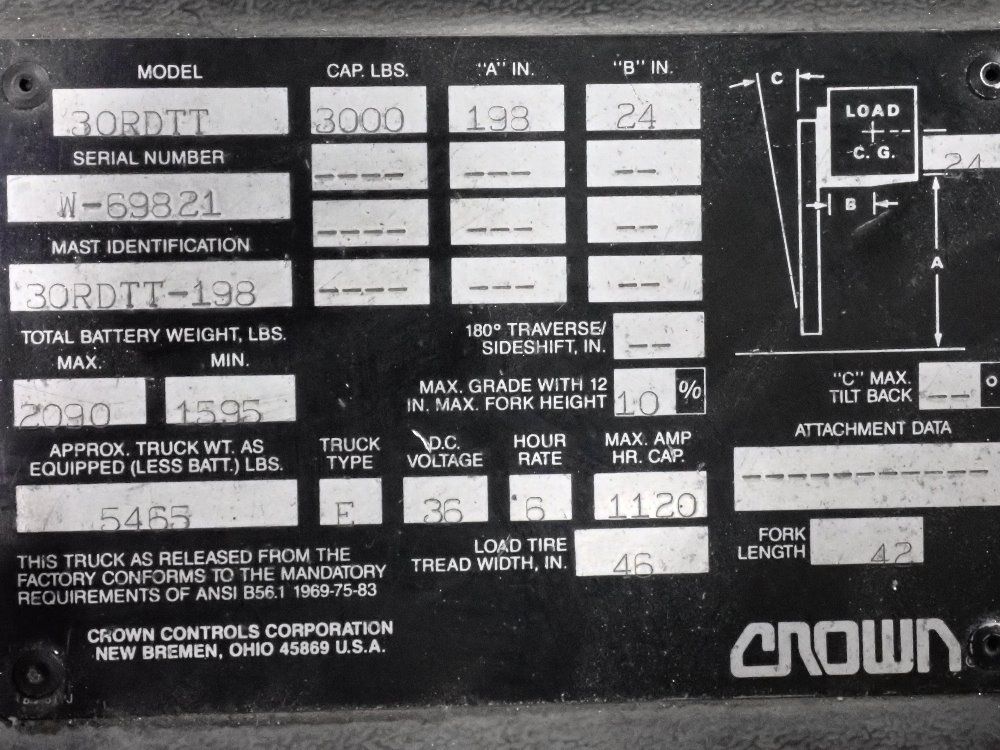 MODEL CAP. LBS. "A" IN. "B" IN.
30RDTT 3000 198 24
SERIAL NUMBER ---- --- --
W-69821
---- --- --
MAST IDENTIFICATION
30RDTT-198 ---- --- --
C
LOAD
C. G. 24
B
A
TOTAL BATTERY WEIGHT, LBS.
MAX. MIN.
2090 1595
180° TRAVERSE/
SIDESHIFT, IN. --
MAX. GRADE WITH 12
IN. MAX. FORK HEIGHT 10 %
"C" MAX.
TILT BACK -- °
APPROX. TRUCK WT. AS
EQUIPPED (LESS BATT.) LBS.
5465
TRUCK
TYPE
E
D.C.
VOLTAGE
36
HOUR
RATE
6
MAX. AMP
HR. CAP.
1120
ATTACHMENT DATA
------------
LOAD TIRE
TREAD WIDTH, IN. 46
FORK
LENGTH 42
THIS TRUCK AS RELEASED FROM THE
FACTORY CONFORMS TO THE MANDATORY
REQUIREMENTS OF ANSI B56.1 1969-75-83
CROWN CONTROLS CORPORATION
NEW BREMEN, OHIO 45869 U.S.A.
CROWN